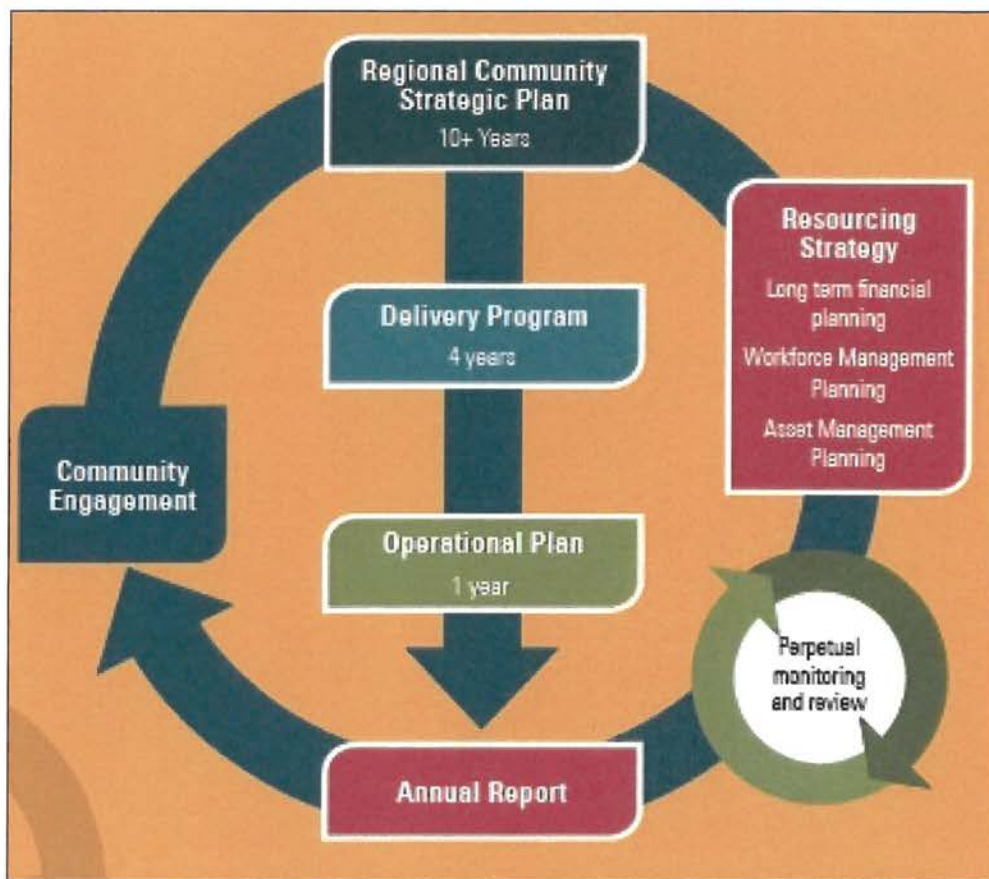 Regional Community
Strategic Plan
10+ Years
Resourcing
Strategy
Long term financial
planning
Workforce Management
Planning
Asset Management
Planning
Delivery Program
4 years
Community
Engagement
Operational Plan
1 year
Perpetual
monitoring
and review
Annual Report